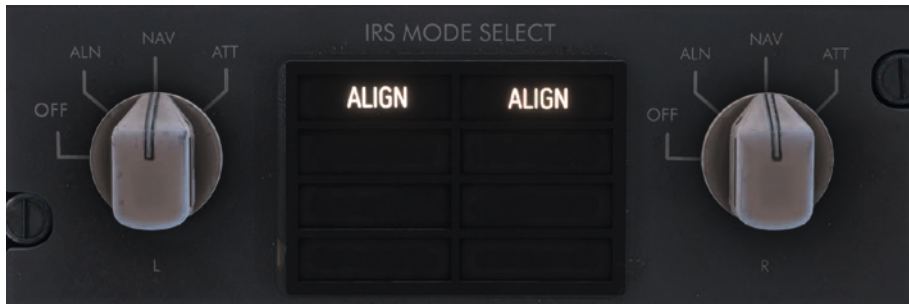 IRS MODE SELECT
OFF ALN NAV ATT
ALIGN ALIGN
OFF ALN NAV ATT
L
R